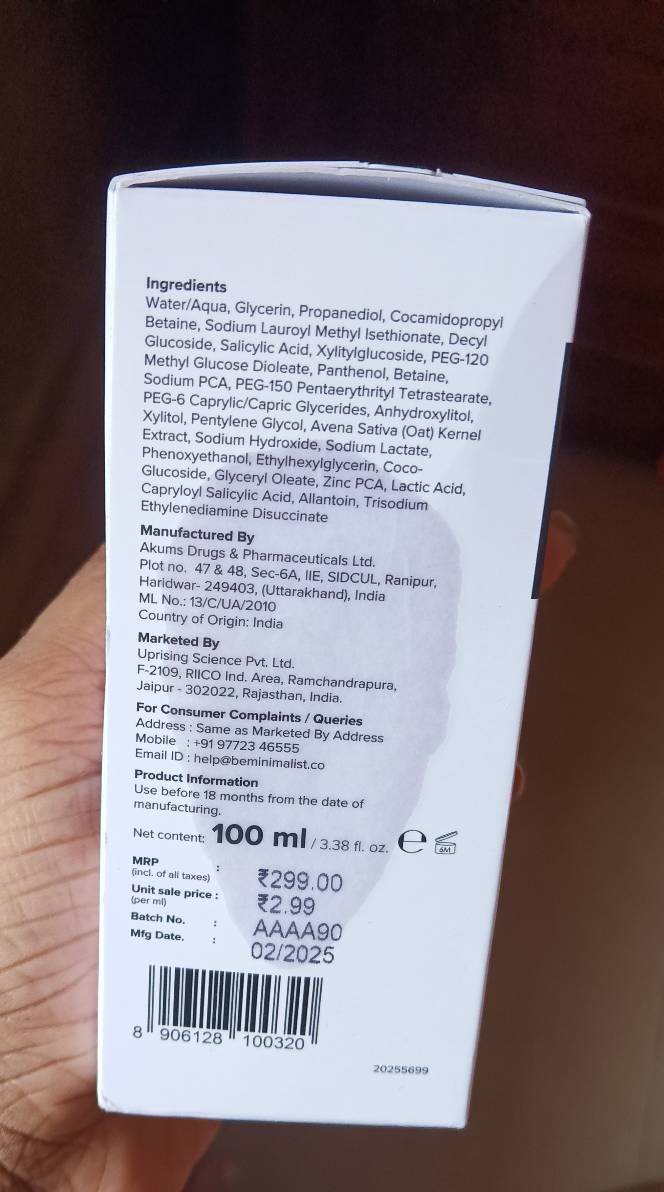 Ingredients
Water/Aqua, Glycerin, Propanediol, Cocamidopropyl
Betaine, Sodium Lauroyl Methyl Isethionate, Decyl
Glucoside, Salicylic Acid, Xylitylglucoside, PEG-120
Methyl Glucose Dioleate, Panthenol, Betaine,
Sodium PCA, PEG-150 Pentaerythrityl Tetrastearate,
PEG-6 Caprylic/Capric Glycerides, Anhydroxylitol,
Xylitol, Pentylene Glycol, Avena Sativa (Oat) Kernel
Extract, Sodium Hydroxide, Sodium Lactate,
Phenoxyethanol, Ethylhexylglycerin, Coco-
Glucoside, Glyceryl Oleate, Zinc PCA, Lactic Acid,
Capryloyl Salicylic Acid, Allantoin, Trisodium
Ethylenediamine Disuccinate
Manufactured By
Akums Drugs & Pharmaceuticals Ltd.
Plot no. 47 & 48, Sec-6A, IIE, SIDCUL, Ranipur,
Haridwar- 249403, (Uttarakhand), India
ML No.: 13/C/UA/2010
Country of Origin: India
Marketed By
Uprising Science Pvt. Ltd.
F-2109, RIICO Ind. Area, Ramchandrapura,
Jaipur - 302022, Rajasthan, India.
For Consumer Complaints / Queries
Address : Same as Marketed By Address
Mobile : +91 97723 46555
Email ID : help@beminimalist.co
Product Information
Use before 18 months from the date of
manufacturing.
Net content: 100 ml / 3.38 fl. oz. ℮ 6M
MRP : ₹299.00
(incl. of all taxes)
Unit sale price : ₹2.99
(per ml)
Batch No. : AAAA90
Mfg Date. : 02/2025
8 906128 100320
20255699